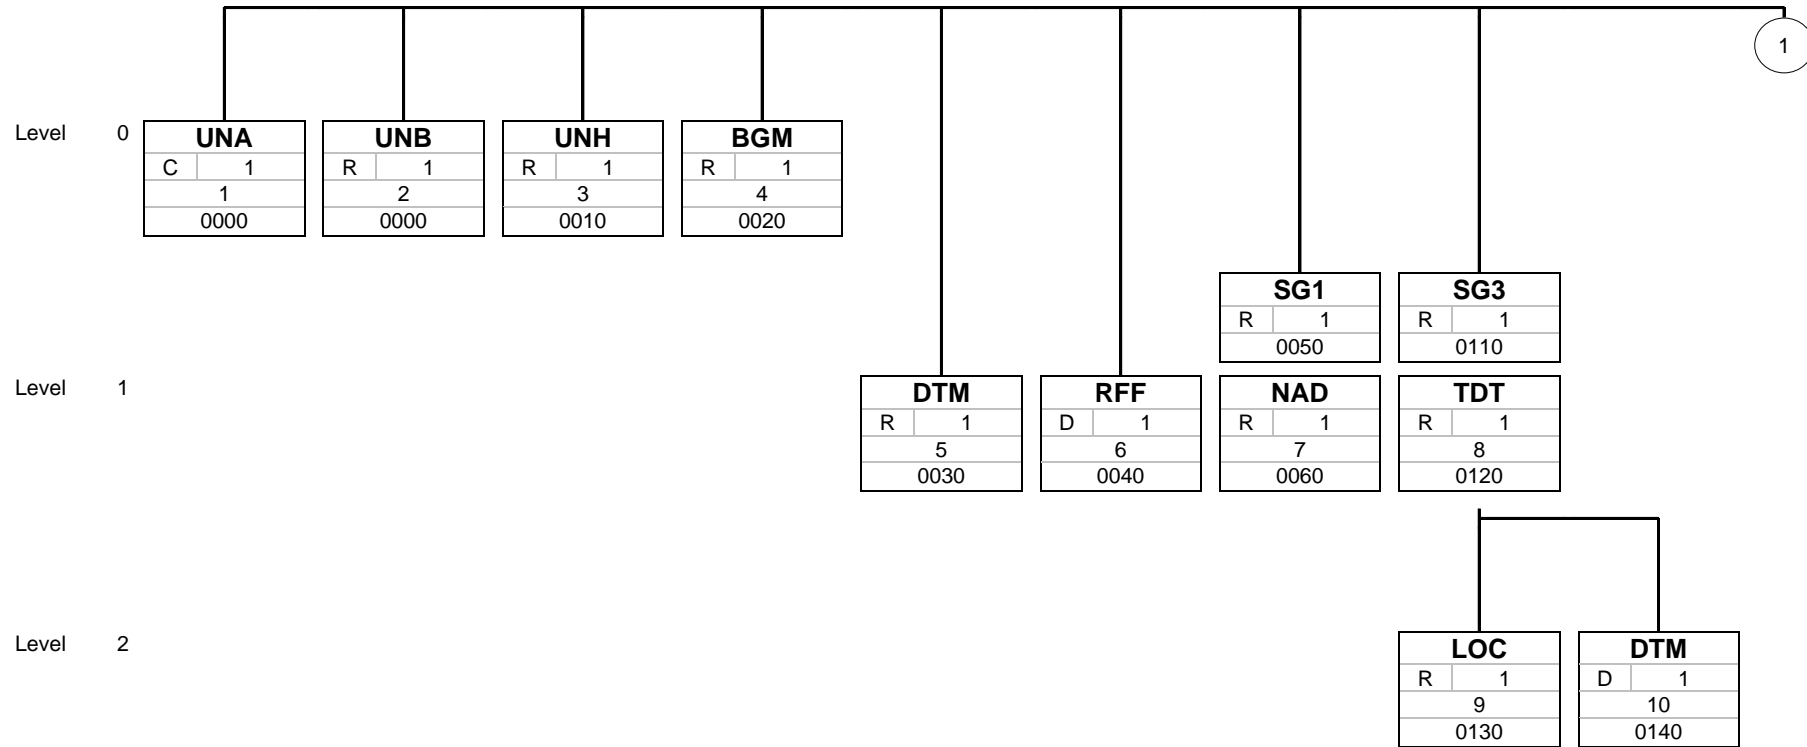 1
Level 0
UNA UNB UNH BGM
C 1 R 1 R 1 R 1
1 2 3 4
0000 0000 0010 0020
SG1 SG3
R 1 R 1
0050 0110
Level 1
DTM RFF NAD TDT
R 1 D 1 R 1 R 1
5 6 7 8
0030 0040 0060 0120
Level 2
LOC DTM
R 1 D 1
9 10
0130 0140